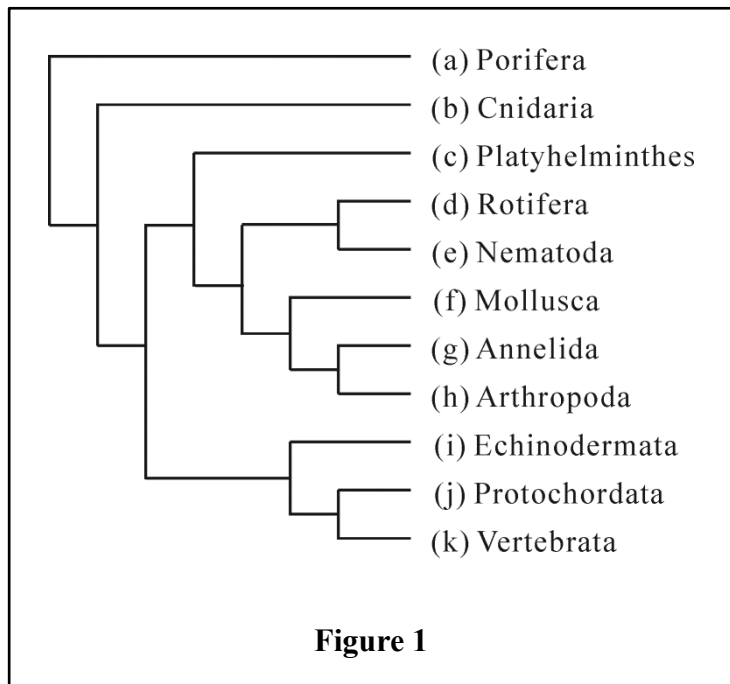 (a) Porifera
(b) Cnidaria
(c) Platyhelminthes
(d) Rotifera
(e) Nematoda
(f) Mollusca
(g) Annelida
(h) Arthropoda
(i) Echinodermata
(j) Protochordata
(k) Vertebrata
Figure 1